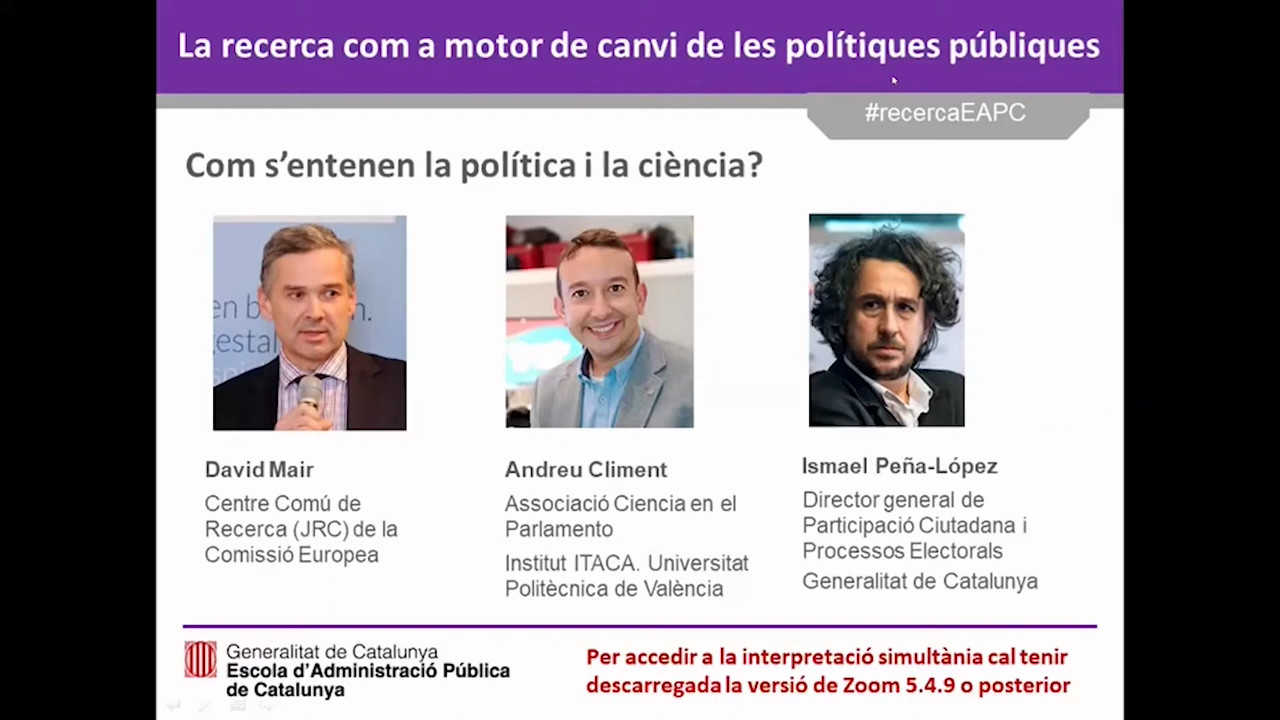 La recerca com a motor de canvi de les polítiques públiques
#recercaEAPC
Com s’entenen la política i la ciència?
en b
n.
gestal
David Mair
Centre Comú de
Recerca (JRC) de la
Comissió Europea
Andreu Climent
Associació Ciencia en el
Parlamento
Institut ITACA. Universitat
Politècnica de València
Ismael Peña-López
Director general de
Participació Ciutadana i
Processos Electorals
Generalitat de Catalunya
Generalitat de Catalunya
Escola d’Administració Pública
de Catalunya
Per accedir a la interpretació simultània cal tenir
descarregada la versió de Zoom 5.4.9 o posterior